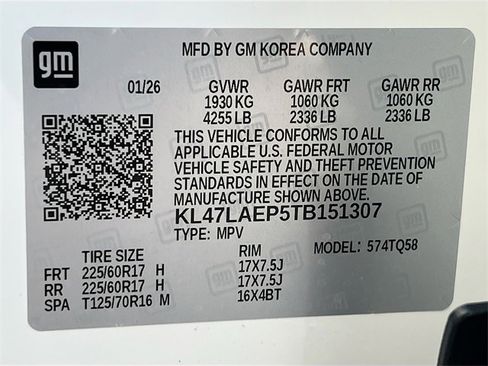 gm
MFD BY GM KOREA COMPANY
01/26 GVWR GAWR FRT GAWR RR
1930 KG 1060 KG 1060 KG
4255 LB 2336 LB 2336 LB
THIS VEHICLE CONFORMS TO ALL
APPLICABLE U.S. FEDERAL MOTOR
VEHICLE SAFETY AND THEFT PREVENTION
STANDARDS IN EFFECT ON THE DATE OF
MANUFACTURE SHOWN ABOVE.
KL47LAEP5TB151307
TYPE: MPV MODEL: 574TQ58
TIRE SIZE RIM
FRT 225/60R17 H 17X7.5J
RR 225/60R17 H 17X7.5J
SPA T125/70R16 M 16X4BT